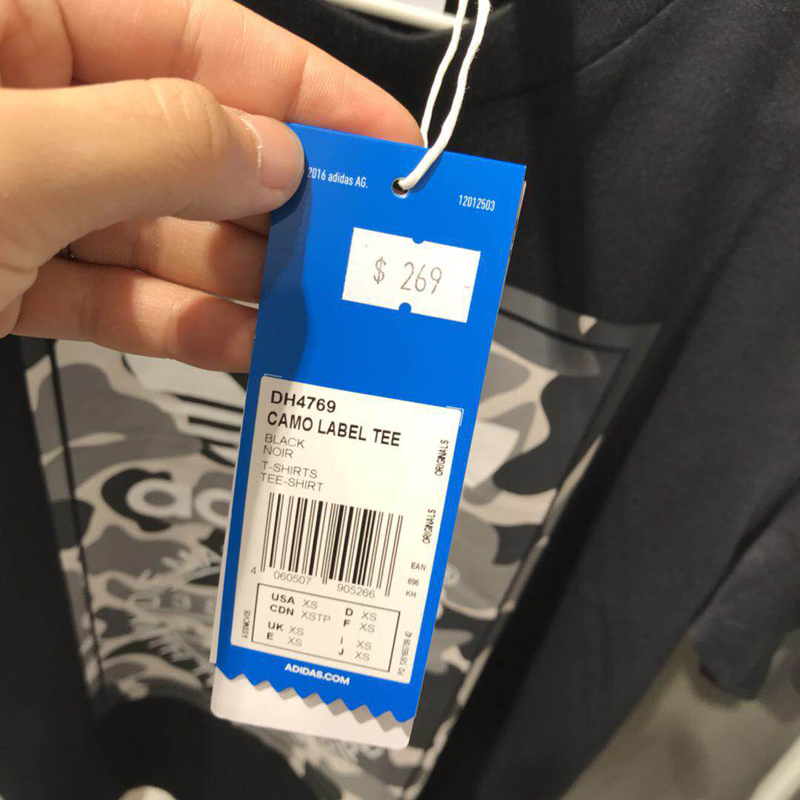 2016 adidas AG.
12012503
$ 269
DH4769
CAMO LABEL TEE
BLACK
NOIR
T-SHIRTS
TEE-SHIRT
ORIGINALS
ORIGINALS
EAN
696
KH
4 060507 905266
USA XS D XS
CDN XSTP F XS
UK XS I XS
E XS J XS
ADIDAS.COM